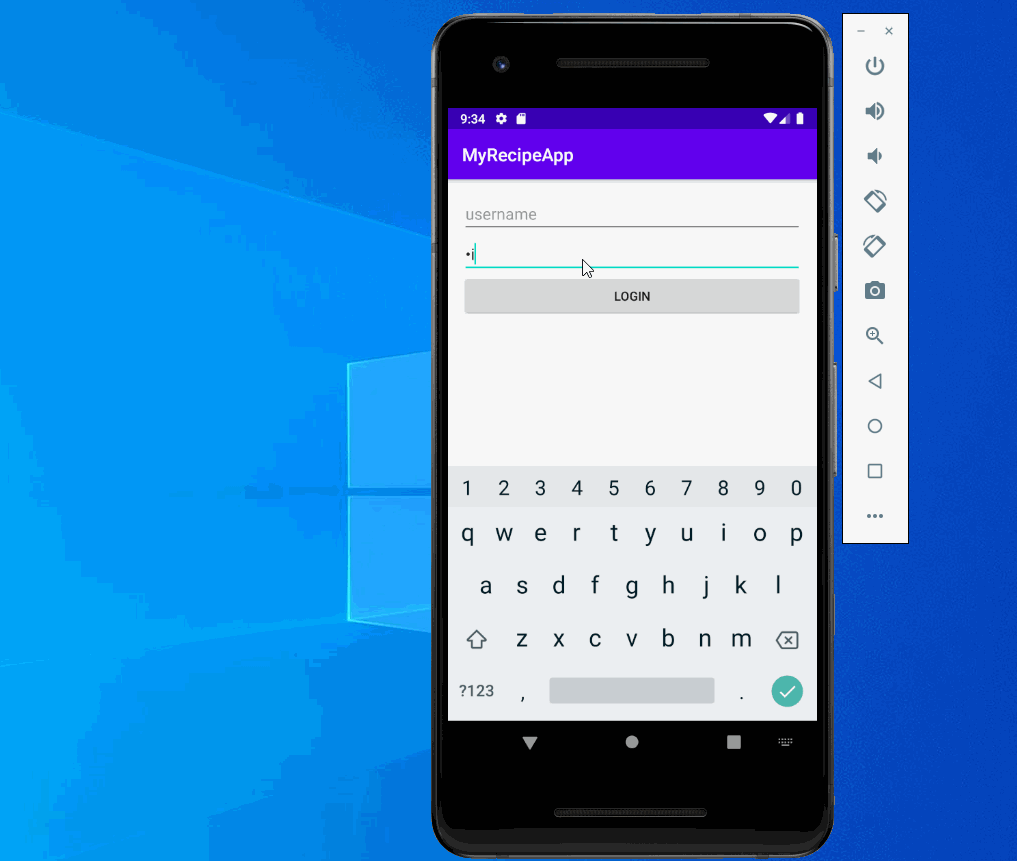 9:34
MyRecipeApp
username
•i
LOGIN
1 2 3 4 5 6 7 8 9 0
q w e r t y u i o p
a s d f g h j k l
z x c v b n m
?123 , .